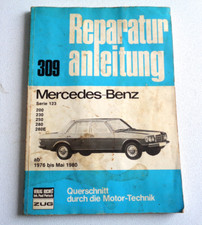 Reparatur
anleitung
309
Mercedes-Benz
Serie 123
200
230
250
280
280E
ab
1976 bis Mai 1980
Querschnitt
durch die Motor-Technik
ZUG